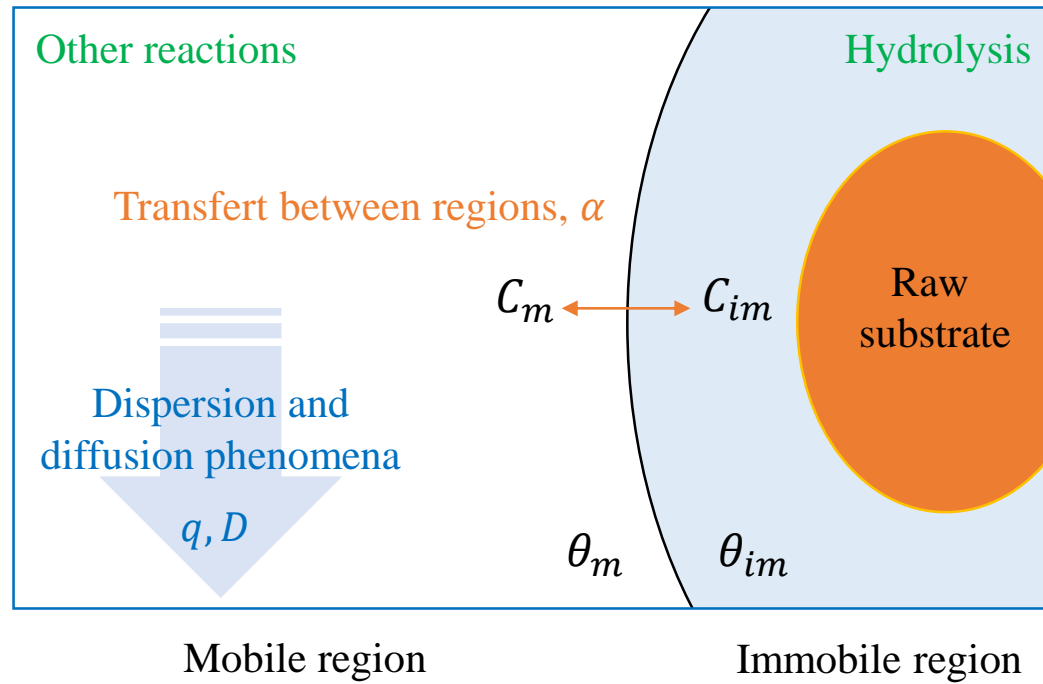 Other reactions
Hydrolysis
Transfert between regions, α
C_m
C_im
Raw
substrate
Dispersion and
diffusion phenomena
q, D
θ_m
θ_im
Mobile region
Immobile region